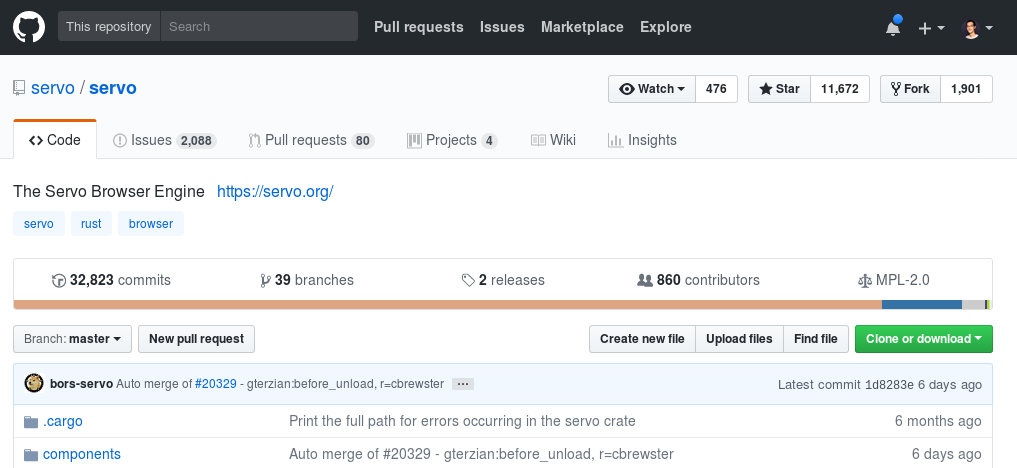 This repository Search Pull requests Issues Marketplace Explore
servo / servo Watch 476 Star 11,672 Fork 1,901
Code Issues 2,088 Pull requests 80 Projects 4 Wiki Insights
The Servo Browser Engine https://servo.org/
servo rust browser
32,823 commits 39 branches 2 releases 860 contributors MPL-2.0
Branch: master New pull request Create new file Upload files Find file Clone or download
bors-servo Auto merge of #20329 - gterzian:before_unload, r=cbrewster ... Latest commit 1d8283e 6 days ago
.cargo Print the full path for errors occurring in the servo crate 6 months ago
components Auto merge of #20329 - gterzian:before_unload, r=cbrewster 6 days ago